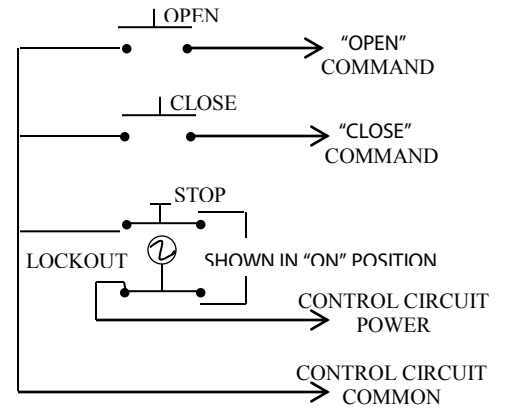 OPEN
"OPEN"
COMMAND
CLOSE
"CLOSE"
COMMAND
STOP
LOCKOUT
SHOWN IN "ON" POSITION
CONTROL CIRCUIT
POWER
CONTROL CIRCUIT
COMMON